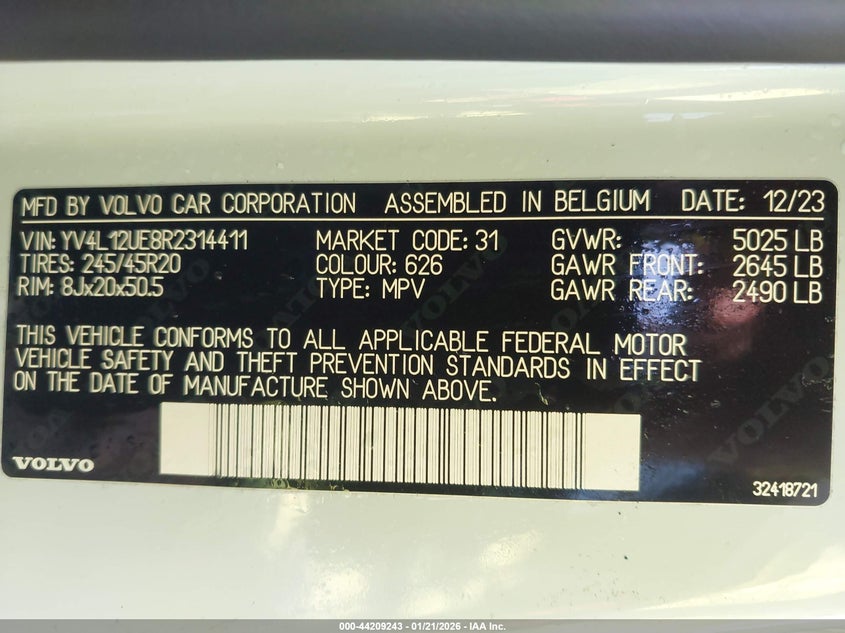 MFD BY VOLVO CAR CORPORATION ASSEMBLED IN BELGIUM DATE: 12/23
VIN: YV4L12UE8R2314411 MARKET CODE: 31 GVWR: 5025 LB
TIRES: 245/45R20 COLOUR: 626 GAWR FRONT: 2645 LB
RIM: 8Jx20x50.5 TYPE: MPV GAWR REAR: 2490 LB
THIS VEHICLE CONFORMS TO ALL APPLICABLE FEDERAL MOTOR
VEHICLE SAFETY AND THEFT PREVENTION STANDARDS IN EFFECT
ON THE DATE OF MANUFACTURE SHOWN ABOVE.
VOLVO
32418721
000-44209243 - 01/21/2026 - IAA Inc.